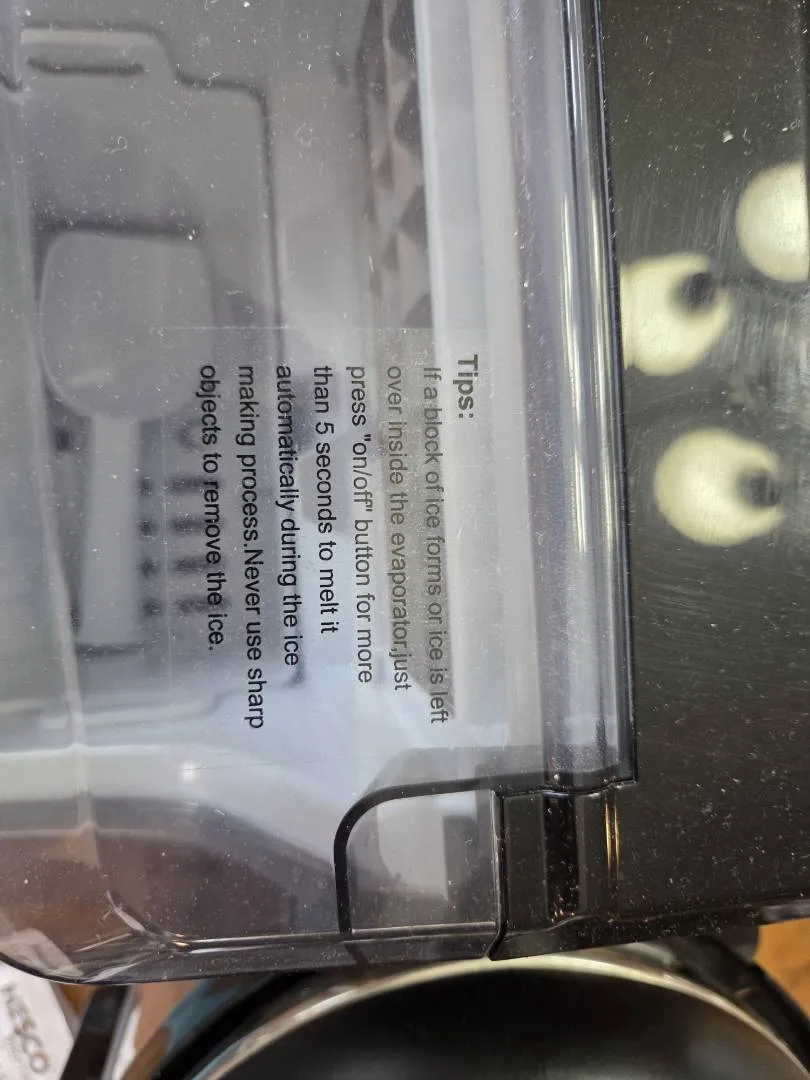 Tips:
If a block of ice forms or ice is left
over inside the evaporator,just
press "on/off" button for more
than 5 seconds to melt it
automatically during the ice
making process.Never use sharp
objects to remove the ice.
NESCO